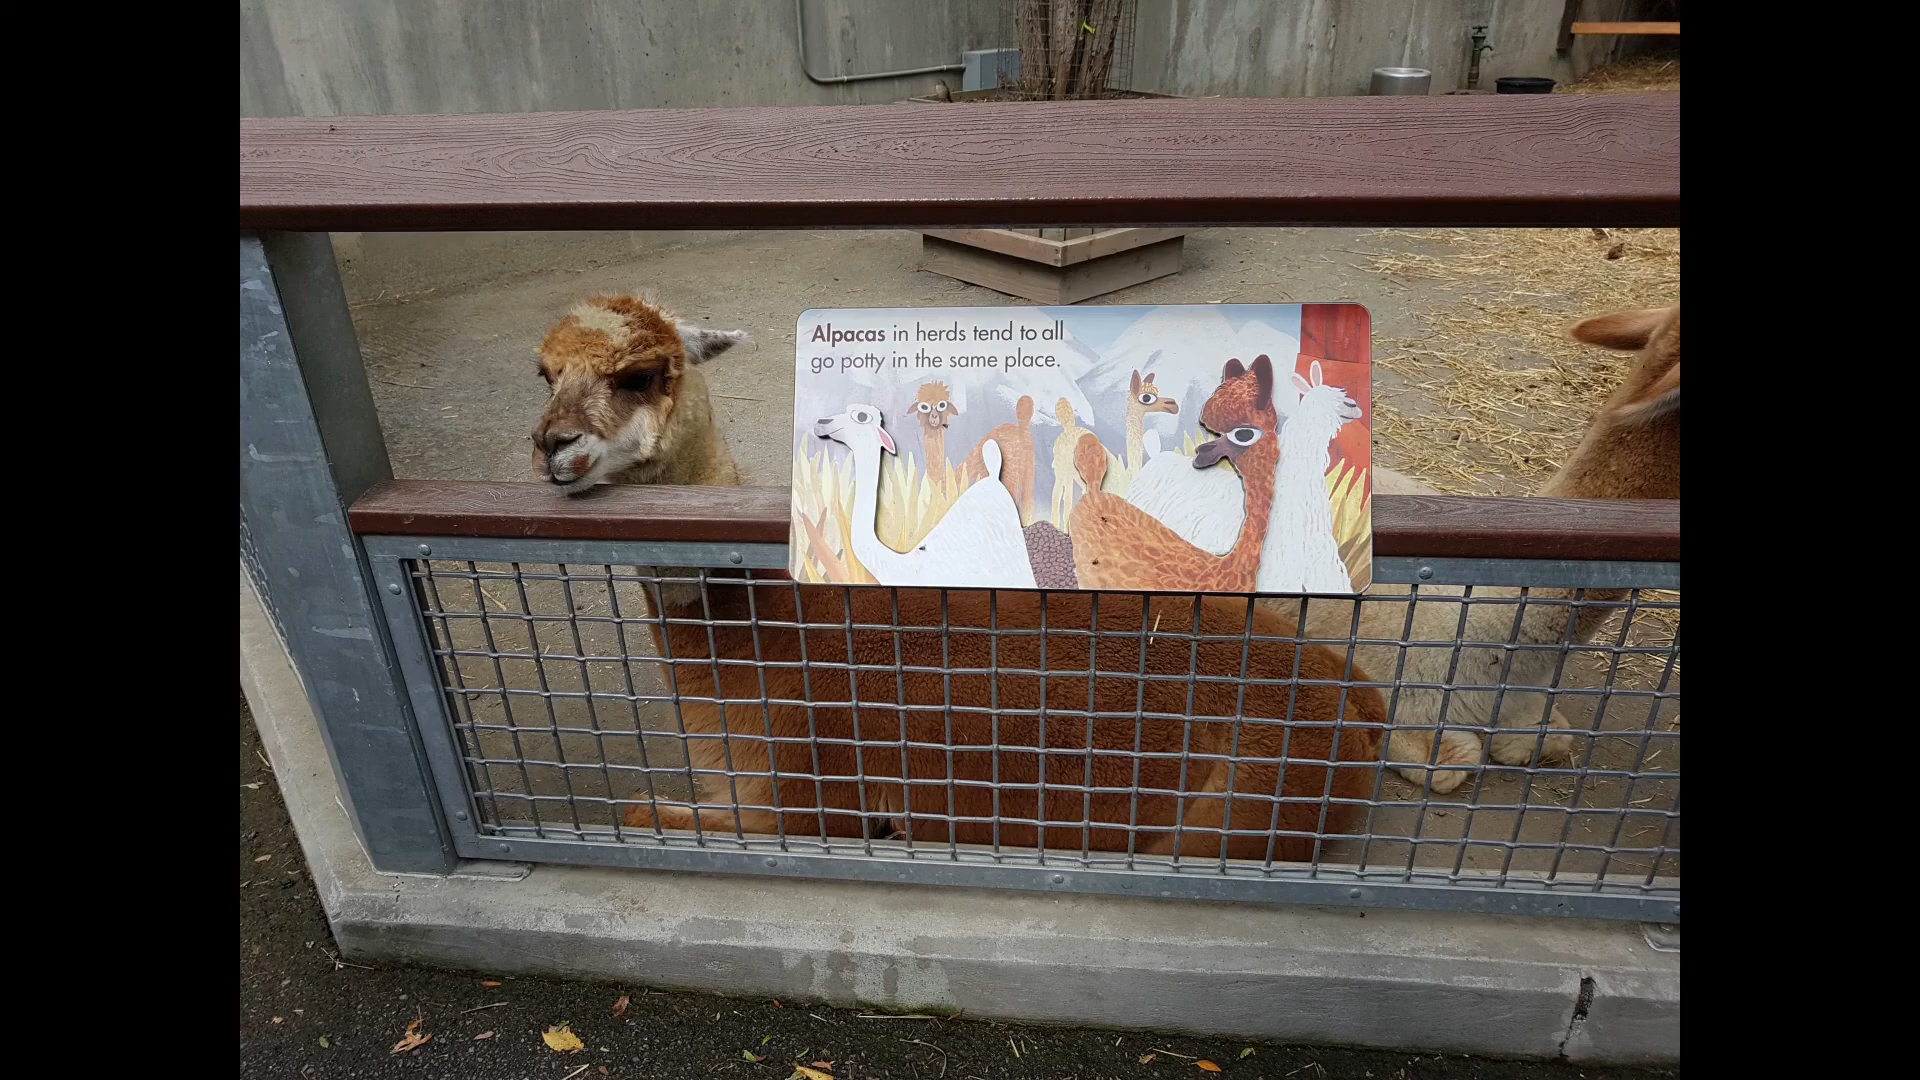 Alpacas in herds tend to all
go potty in the same place.